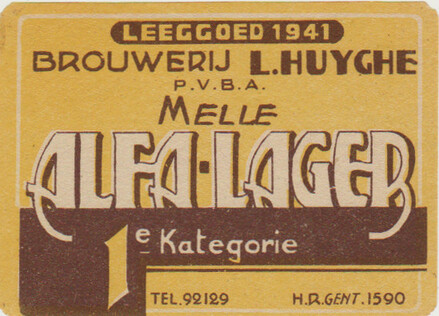 LEEGGOED 1941
BROUWERIJ L.HUYGHE
P.V.B.A.
MELLE
ALFA-LAGER
1e Kategorie
TEL.92129 H.R.GENT.1590